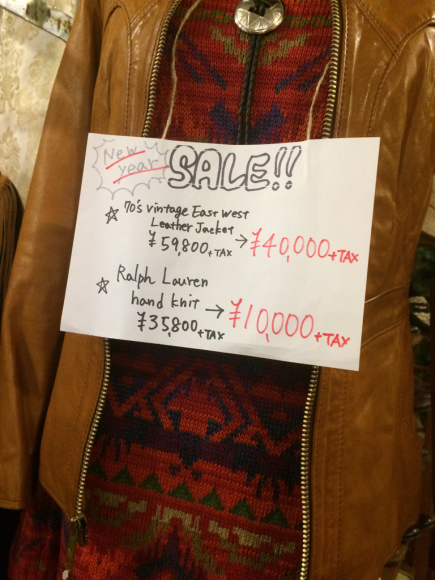 New year
SALE!!
☆ 70's vintage East West
Leather Jacket
¥59,800+TAX → ¥40,000+TAX
☆ Ralph Lauren
hand knit
¥35,800+TAX → ¥10,000+TAX